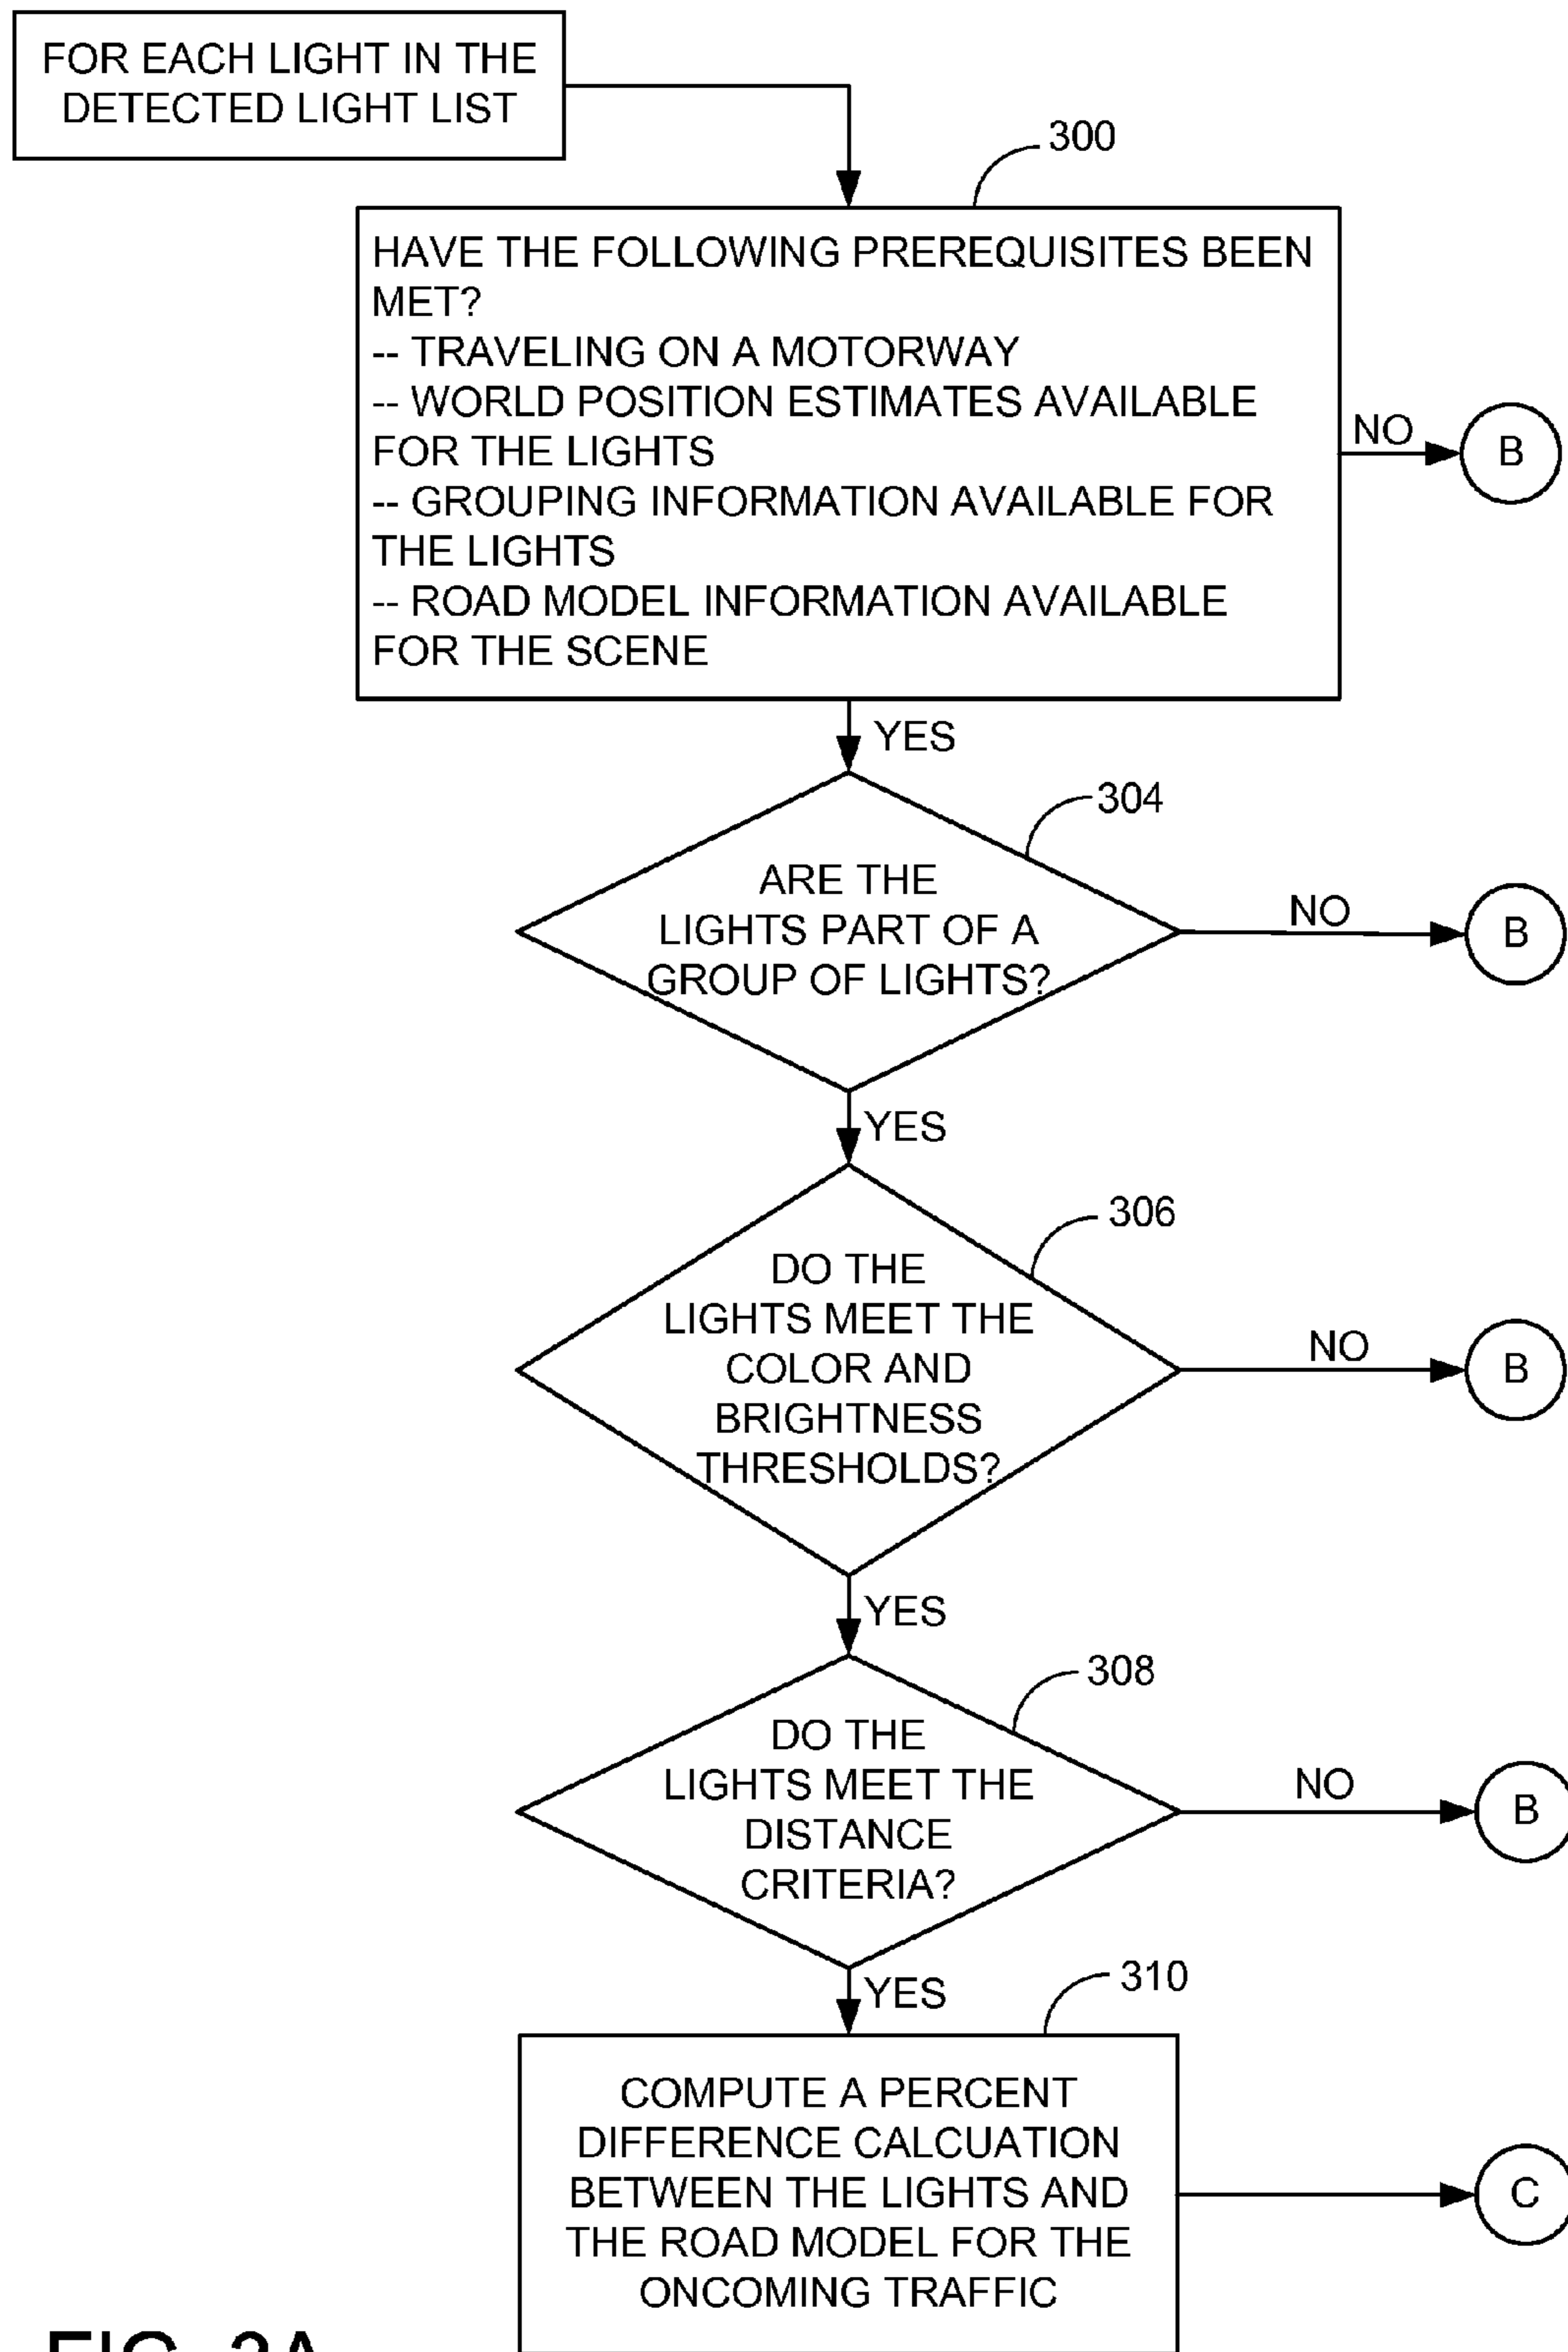 FOR EACH LIGHT IN THE
DETECTED LIGHT LIST
300
HAVE THE FOLLOWING PREREQUISITES BEEN
MET?
-- TRAVELING ON A MOTORWAY
-- WORLD POSITION ESTIMATES AVAILABLE
FOR THE LIGHTS
-- GROUPING INFORMATION AVAILABLE FOR
THE LIGHTS
-- ROAD MODEL INFORMATION AVAILABLE
FOR THE SCENE
NO
B
YES
304
ARE THE
LIGHTS PART OF A
GROUP OF LIGHTS?
NO
B
YES
306
DO THE
LIGHTS MEET THE
COLOR AND
BRIGHTNESS
THRESHOLDS?
NO
B
YES
308
DO THE
LIGHTS MEET THE
DISTANCE
CRITERIA?
NO
B
YES
310
COMPUTE A PERCENT
DIFFERENCE CALCUATION
BETWEEN THE LIGHTS AND
THE ROAD MODEL FOR THE
ONCOMING TRAFFIC
C